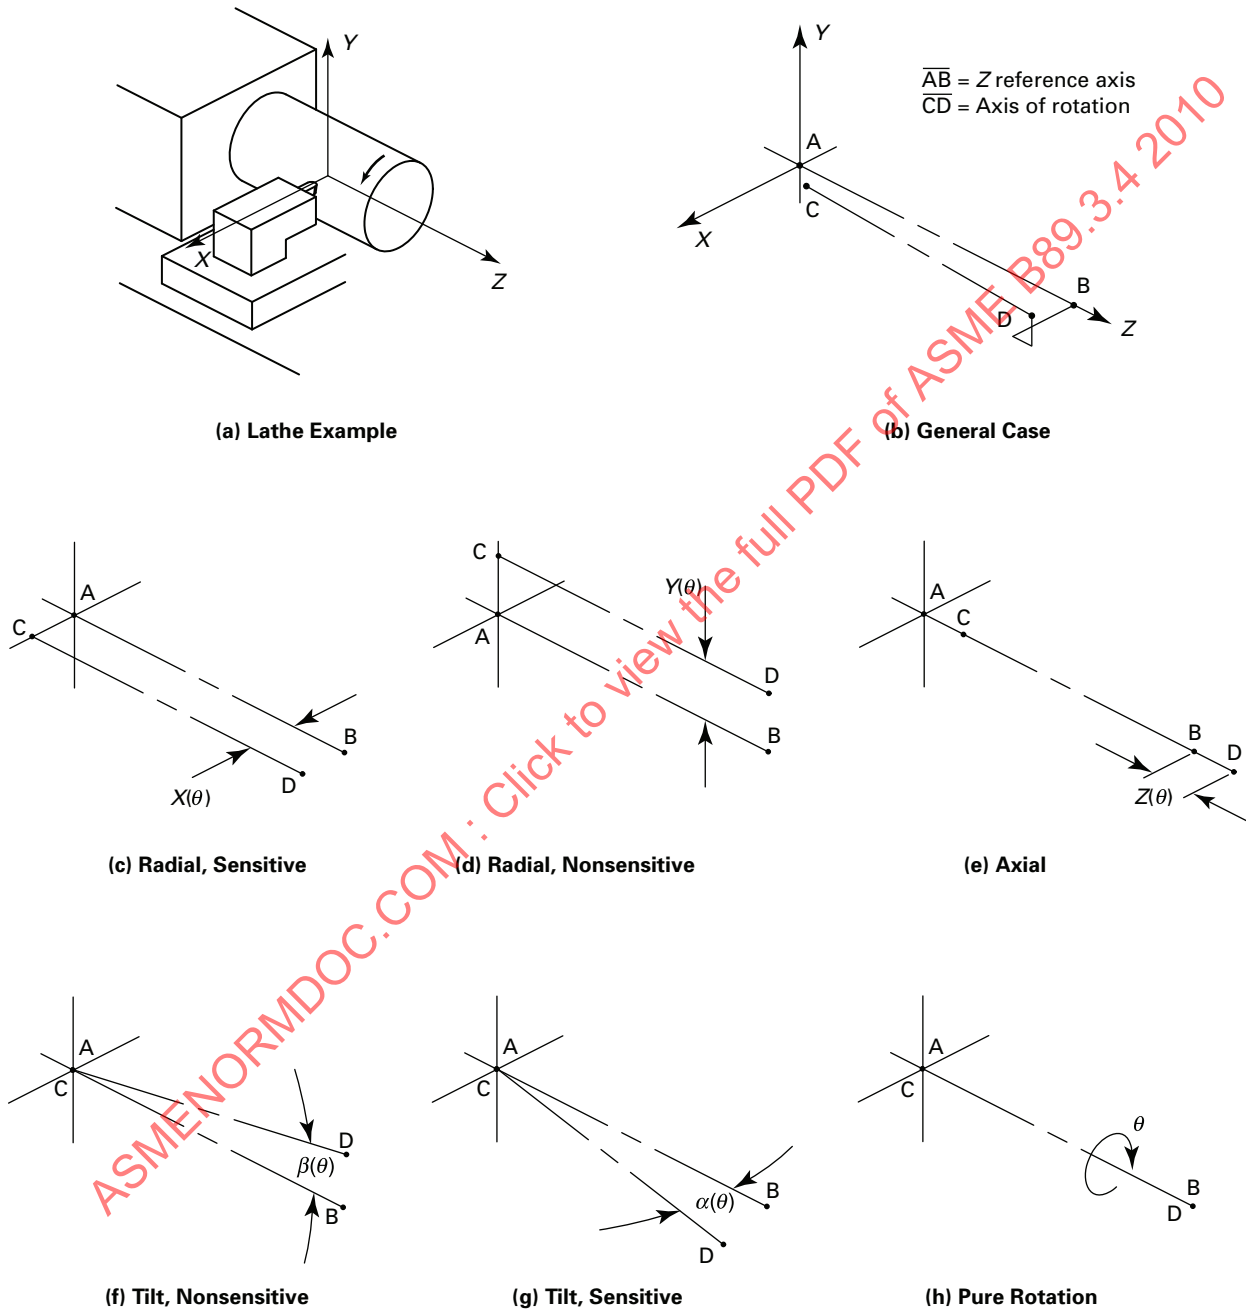 Y
X
Z
(a) Lathe Example
Y
A
C
X
D
B
Z
AB = Z reference axis
CD = Axis of rotation
(b) General Case
A
C
B
D
X(θ)
(c) Radial, Sensitive
C
A
Y(θ)
D
B
(d) Radial, Nonsensitive
A
C
B
D
Z(θ)
(e) Axial
A
C
D
β(θ)
B
(f) Tilt, Nonsensitive
A
C
B
α(θ)
D
(g) Tilt, Sensitive
A
C
θ
B
D
(h) Pure Rotation
ASMENORMDOC.COM : Click to view the full PDF of ASME B89.3.4 2010